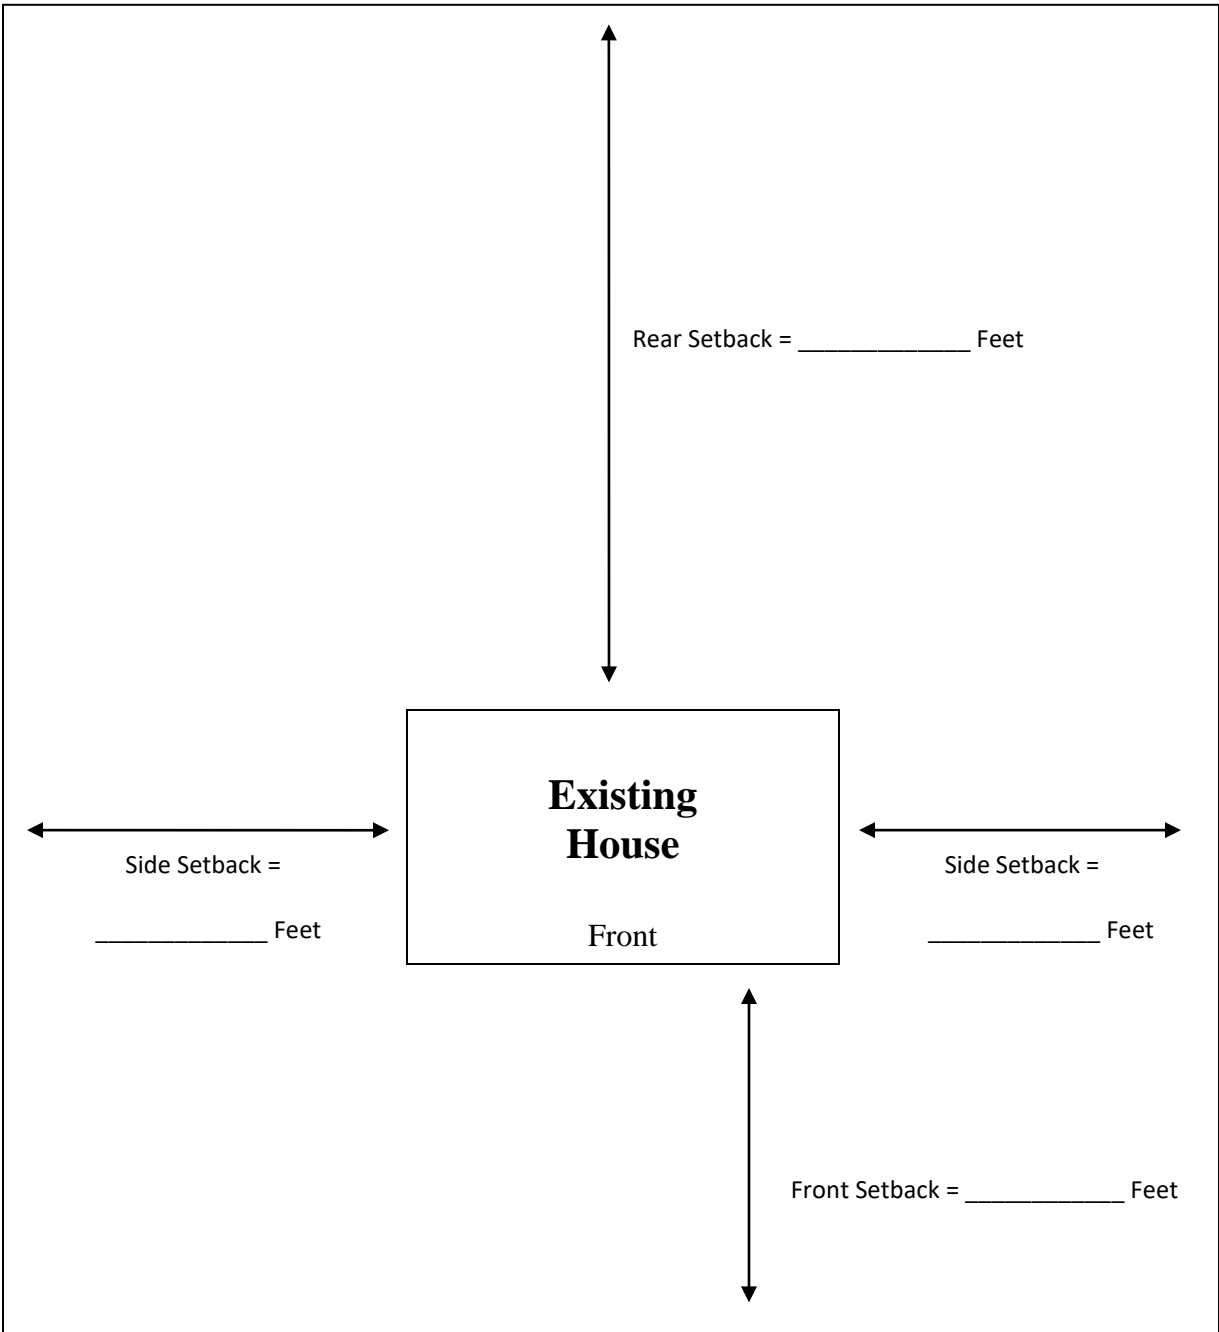 Rear Setback = _____________ Feet
Existing
House
Front
Side Setback =
_____________ Feet
Side Setback =
_____________ Feet
Front Setback = ____________ Feet